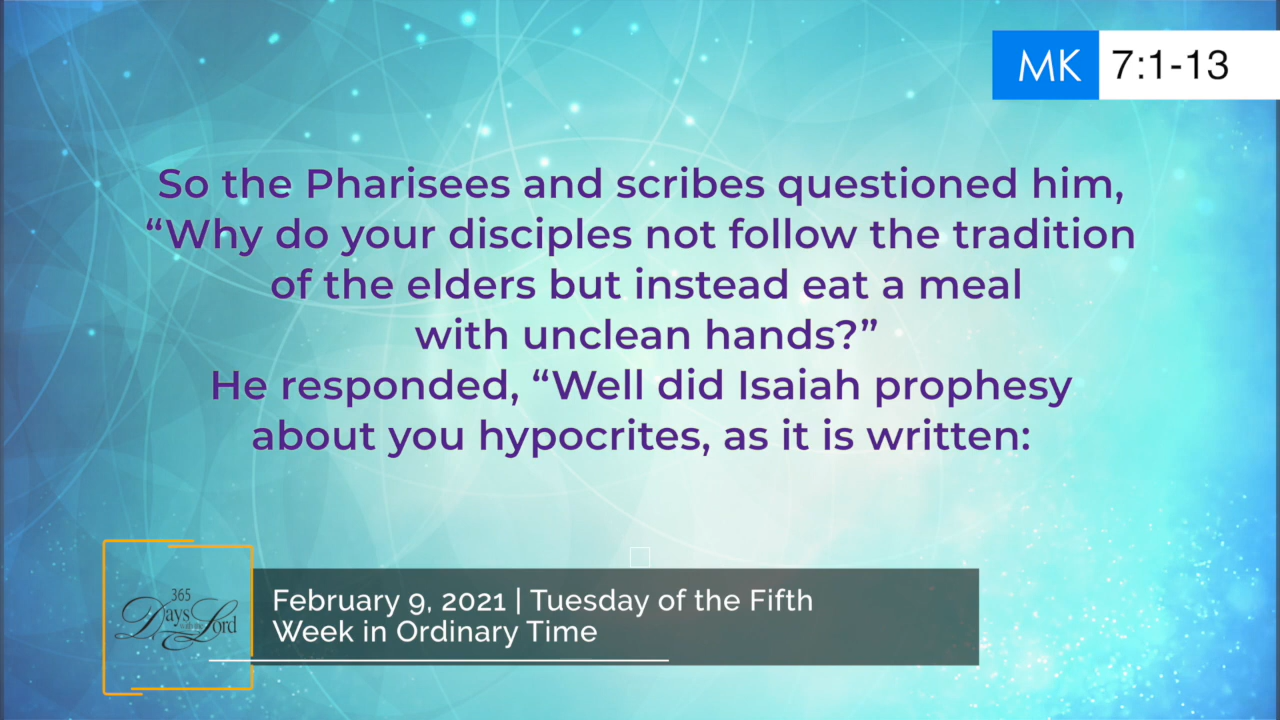 MK 7:1-13
So the Pharisees and scribes questioned him,
“Why do your disciples not follow the tradition
of the elders but instead eat a meal
with unclean hands?”
He responded, “Well did Isaiah prophesy
about you hypocrites, as it is written:
365
Days with the Lord
February 9, 2021 | Tuesday of the Fifth
Week in Ordinary Time